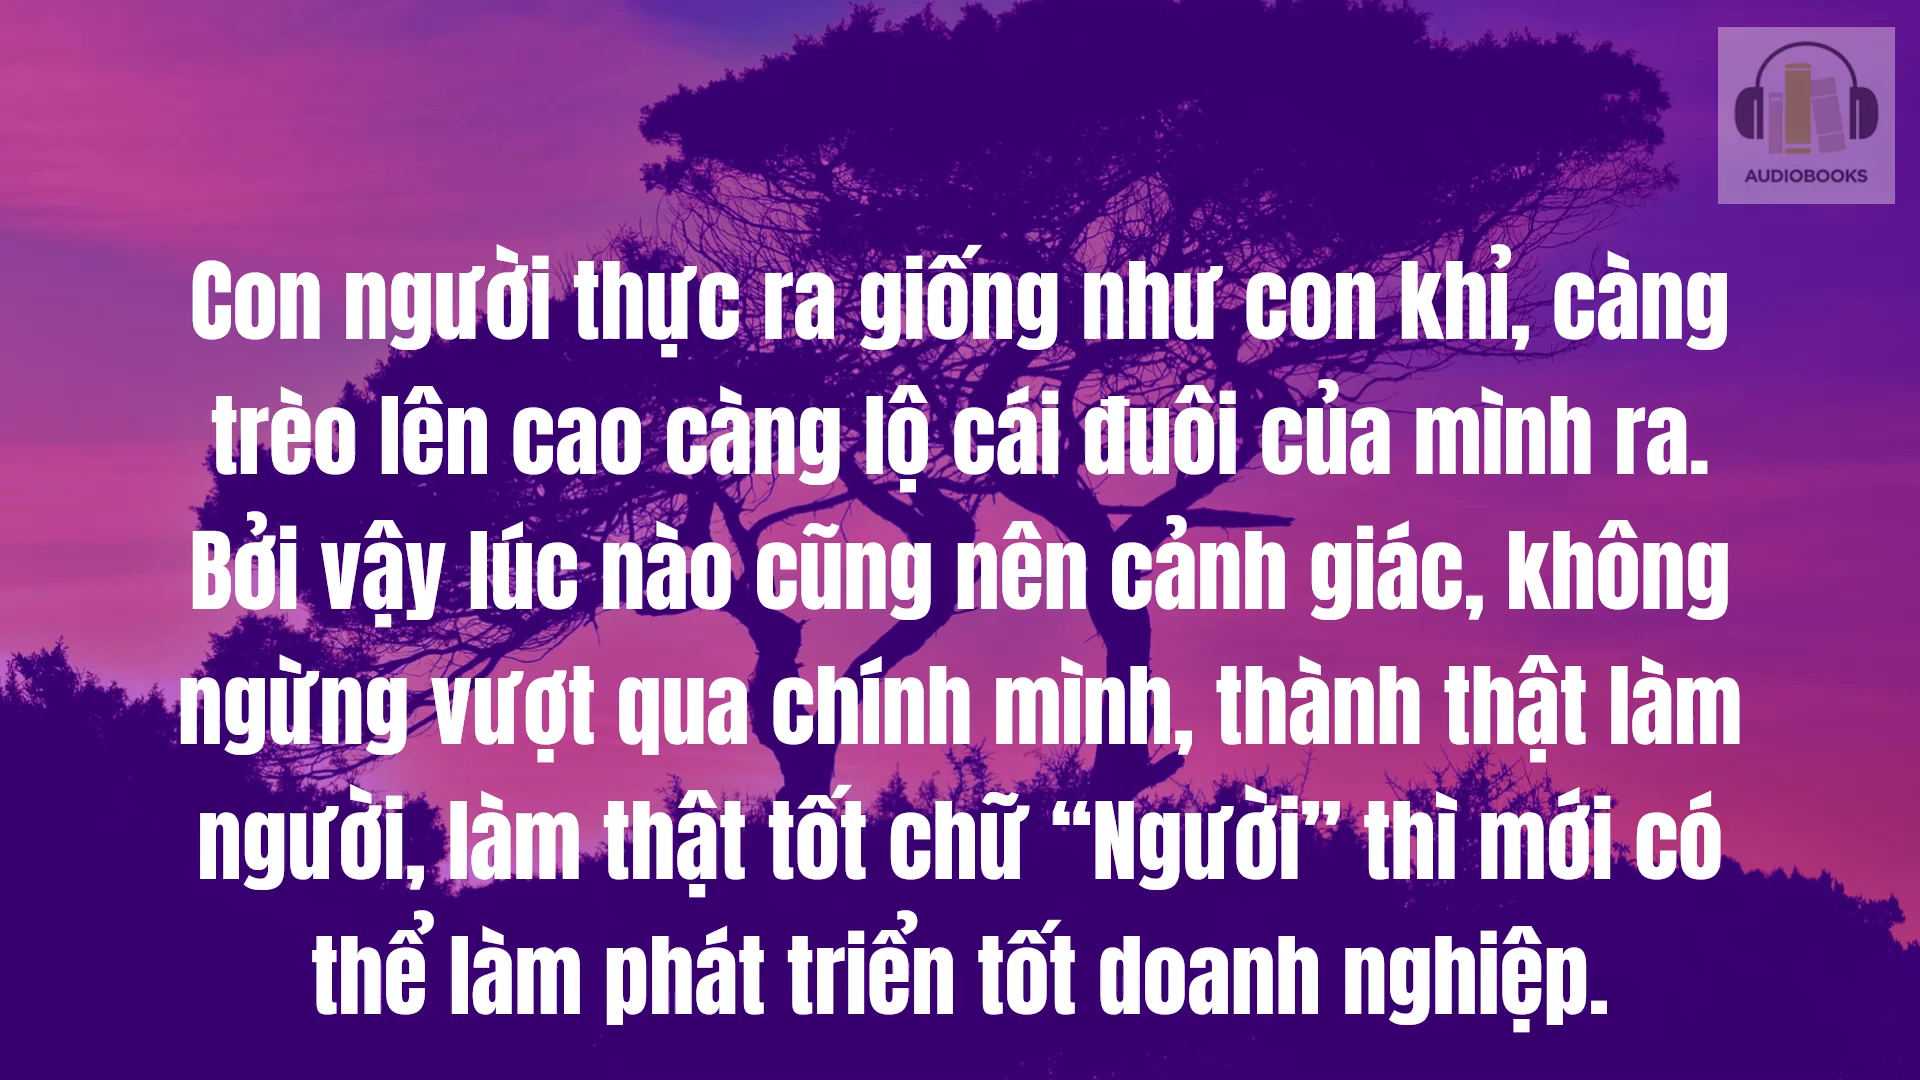 AUDIOBOOKS
Con người thực ra giống như con khỉ, càng
trèo lên cao càng lộ cái đuôi của mình ra.
Bởi vậy lúc nào cũng nên cảnh giác, không
ngừng vượt qua chính mình, thành thật làm
người, làm thật tốt chữ “Người” thì mới có
thể làm phát triển tốt doanh nghiệp.